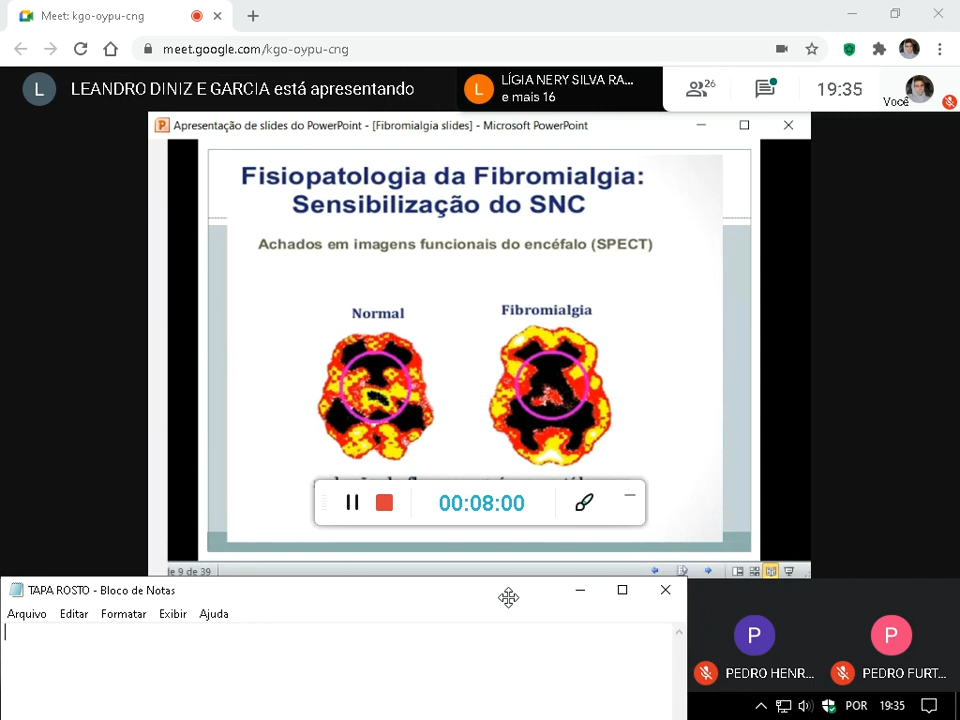 Meet: kgo-oypu-cng
meet.google.com/kgo-oypu-cng
L
LEANDRO DINIZ E GARCIA está apresentando
L
LÍGIA NERY SILVA RA...
e mais 16
26
19:35
Você
Apresentação de slides do PowerPoint - [Fibromialgia slides] - Microsoft PowerPoint
Fisiopatologia da Fibromialgia:
Sensibilização do SNC
Achados em imagens funcionais do encéfalo (SPECT)
Normal
Fibromialgia
00:08:00
de 9 de 39
TAPA ROSTO - Bloco de Notas
Arquivo Editar Formatar Exibir Ajuda
P
PEDRO HENR...
P
PEDRO FURT...
POR 19:35